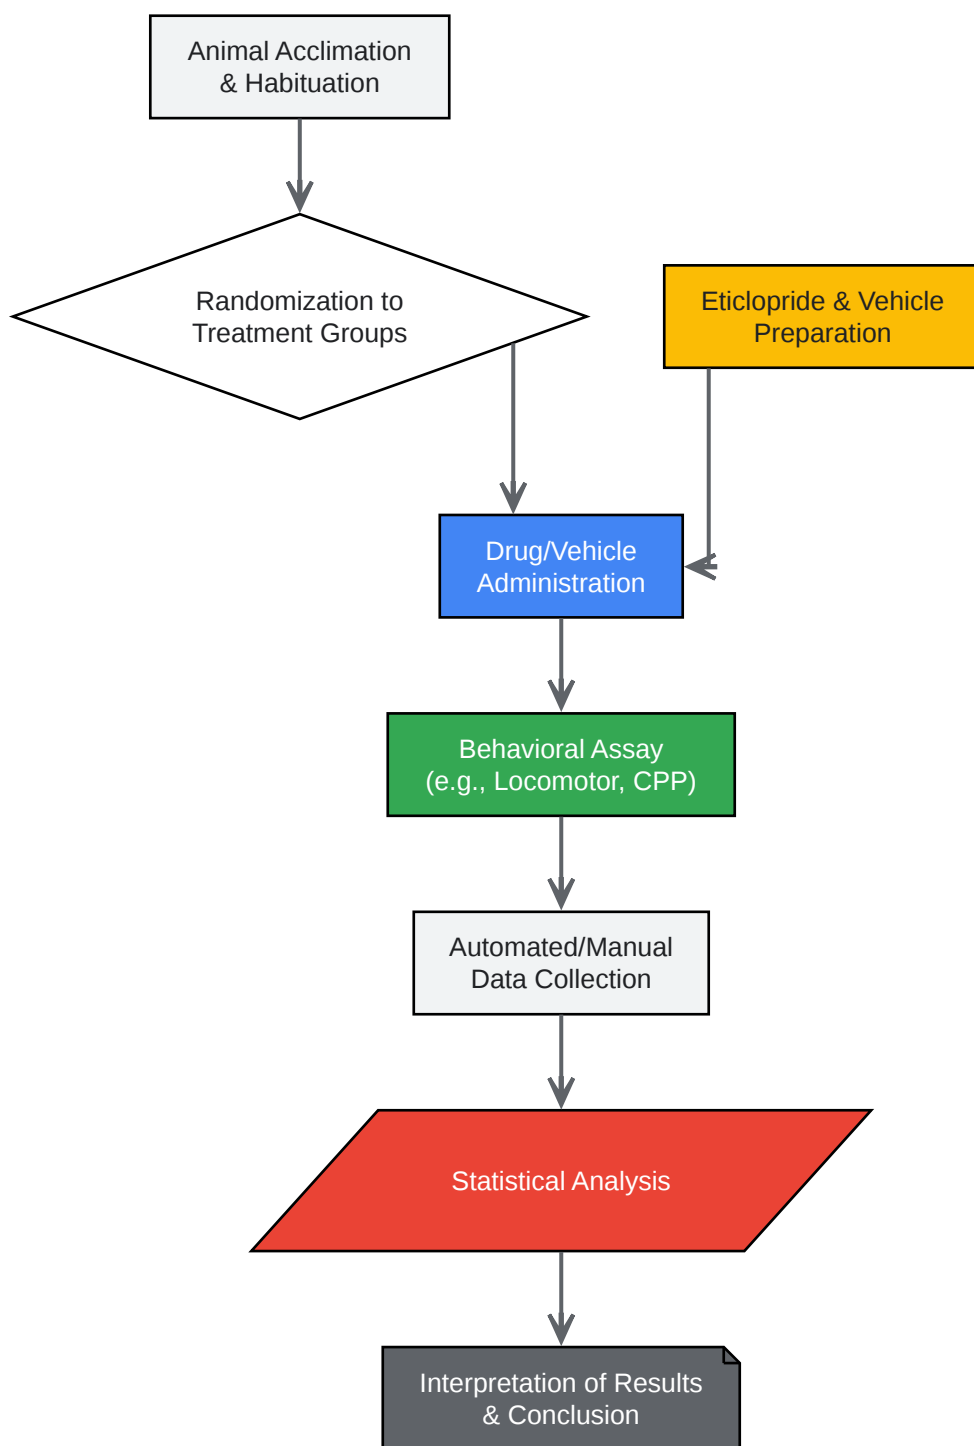 Animal Acclimation
& Habituation
Randomization to
Treatment Groups
Eticlopride & Vehicle
Preparation
Drug/Vehicle
Administration
Behavioral Assay
(e.g., Locomotor, CPP)
Automated/Manual
Data Collection
Statistical Analysis
Interpretation of Results
& Conclusion